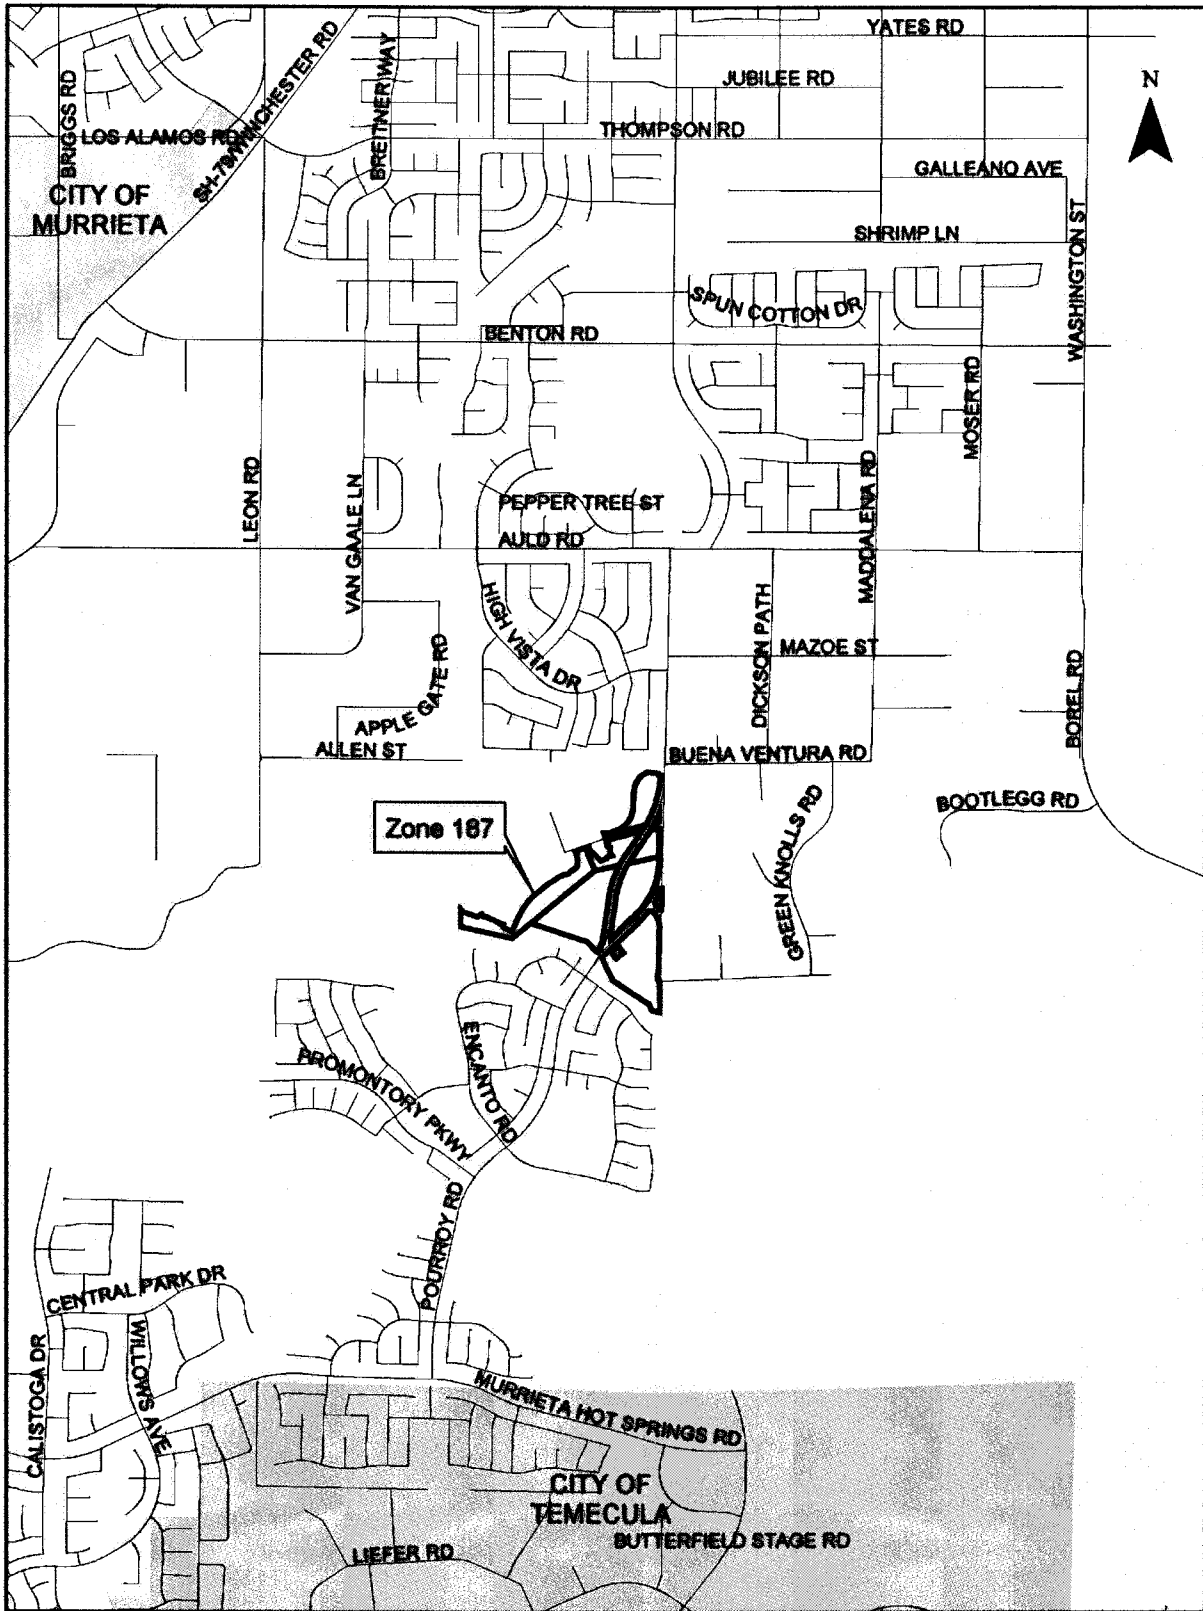 YATES RD
BRIGGS RD
SH-79/WINCHESTER RD
BREITNER WAY
JUBILEE RD
N
LOS ALAMOS RD
THOMPSON RD
GALLEANO AVE
CITY OF
MURRIETA
WASHINGTON ST
SHRIMP LN
SPUN COTTON DR
BENTON RD
MOSER RD
LEON RD
VAN GAALE LN
PEPPER TREE ST
MADDALENA RD
AULD RD
HIGH VISTA DR
DICKSON PATH
MAZOE ST
APPLE GATE RD
BOREL RD
ALLEN ST
BUENA VENTURA RD
BOOTLEGG RD
Zone 187
GREEN KNOLLS RD
PROMONTORY PKWY
ENCANTO RD
POURROY RD
CENTRAL PARK DR
CALISTOGA DR
WILLOWS AVE
MURRIETA HOT SPRINGS RD
CITY OF
TEMECULA
BUTTERFIELD STAGE RD
LIEFER RD